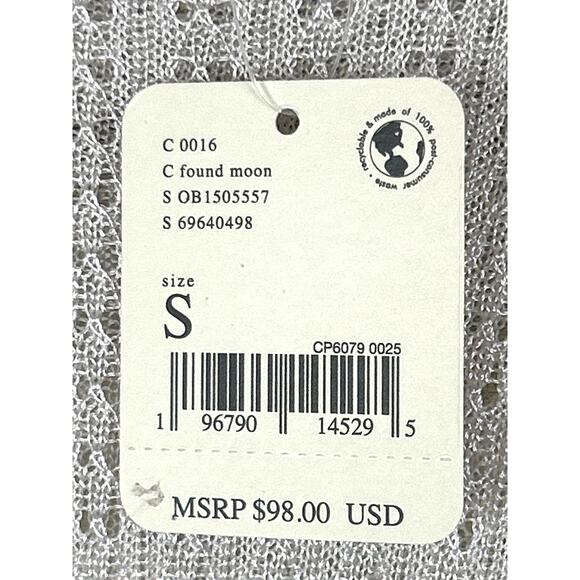 C 0016
C found moon
S OB1505557
S 69640498
recyclable & made of 100% post-consumer waste •
size
S
CP6079 0025
1 96790 14529 5
MSRP $98.00 USD